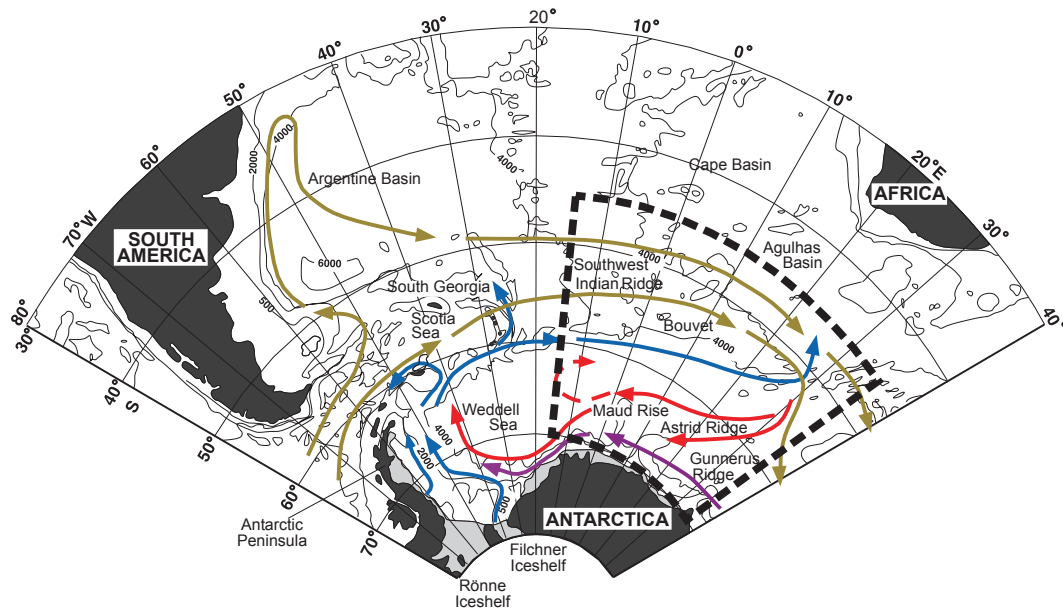 20°
30°
10°
40°
0°
50°
10°
60°
20°E
70°W
30°
80°
40°
30°
40°
S
50°
60°
70°
4000
2000
4000
4000
Argentine Basin
Cape Basin
AFRICA
SOUTH
AMERICA
Agulhas
Basin
6000
4000
500
South Georgia
Southwest
Indian Ridge
Scotia
Sea
Bouvet
4000
Weddell
Sea
Maud Rise
Astrid Ridge
4000
2000
Gunnerus
Ridge
500
Antarctic
Peninsula
ANTARCTICA
Filchner
Iceshelf
Rönne
Iceshelf